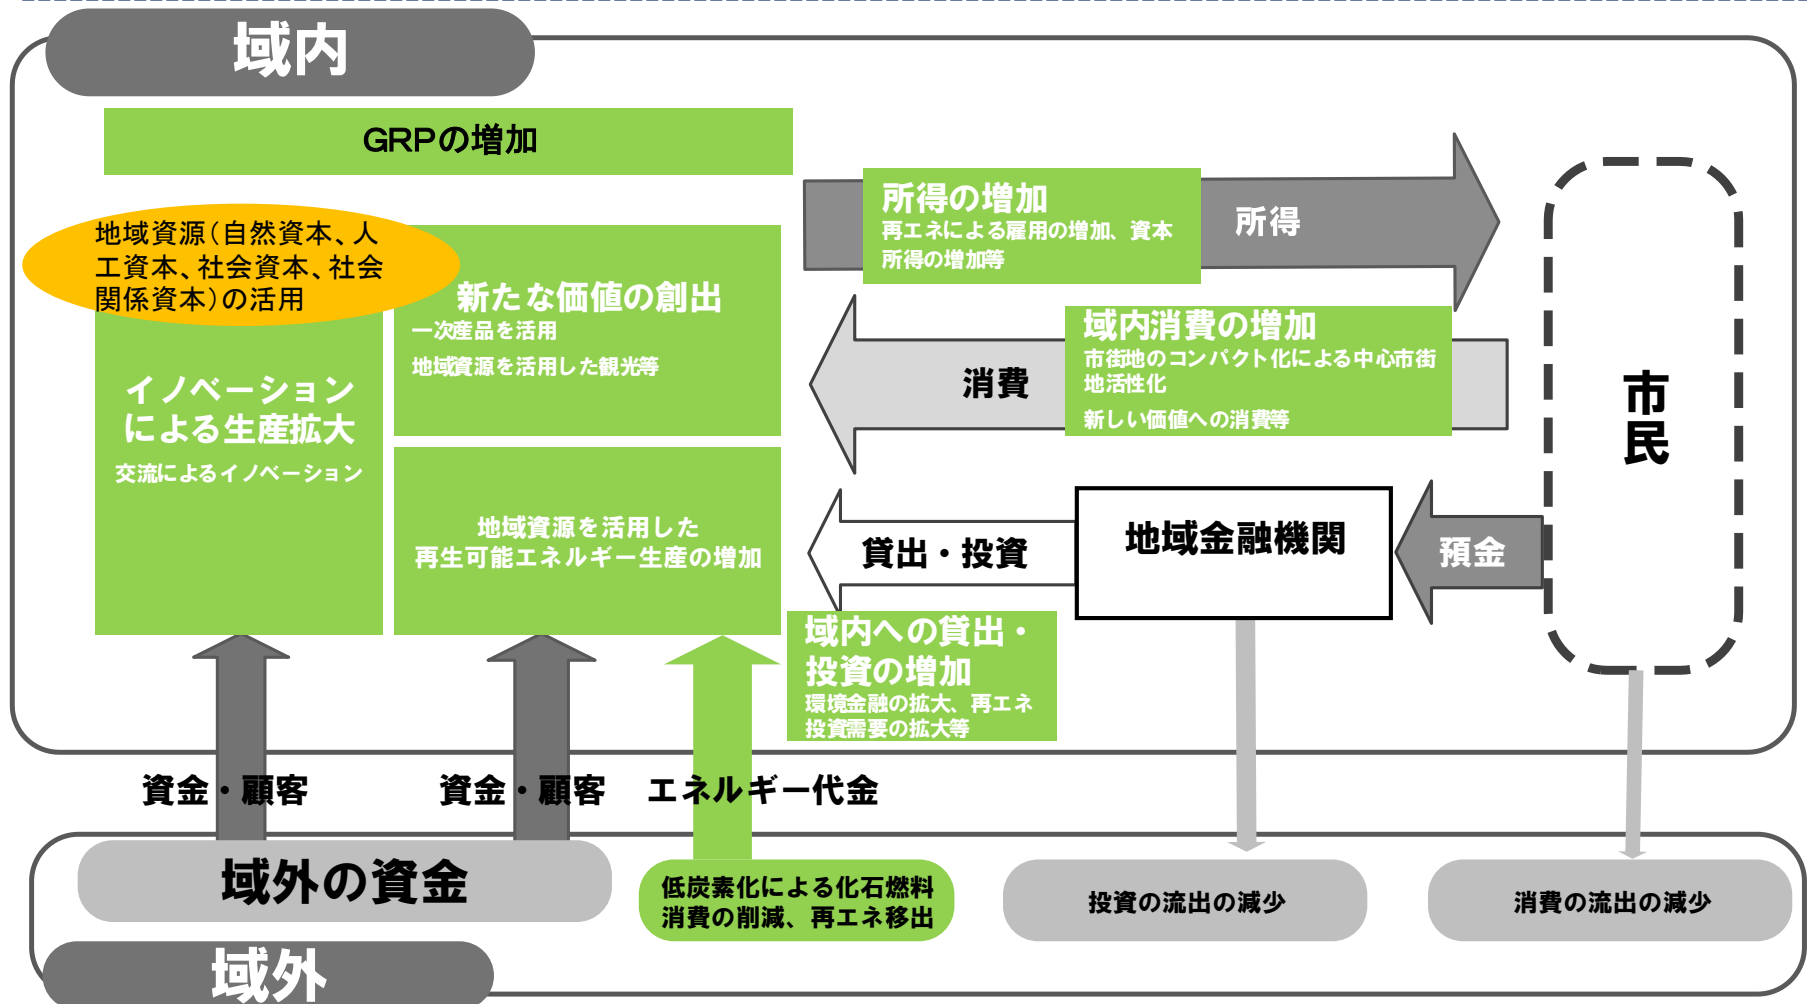 域内
GRPの増加
地域資源(自然資本、人
工資本、社会資本、社会
関係資本)の活用
新たな価値の創出
一次産品を活用
地域資源を活用した観光等
イノベーション
による生産拡大
交流によるイノベーション
地域資源を活用した
再生可能エネルギー生産の増加
所得の増加
再エネによる雇用の増加、資本
所得の増加等
所得
域内消費の増加
市街地のコンパクト化による中心市街
地活性化
新しい価値への消費等
消費
市民
地域金融機関
預金
貸出・投資
域内への貸出・
投資の増加
環境金融の拡大、再エネ
投資需要の拡大等
資金・顧客
資金・顧客
エネルギー代金
域外の資金
低炭素化による化石燃料
消費の削減、再エネ移出
投資の流出の減少
消費の流出の減少
域外